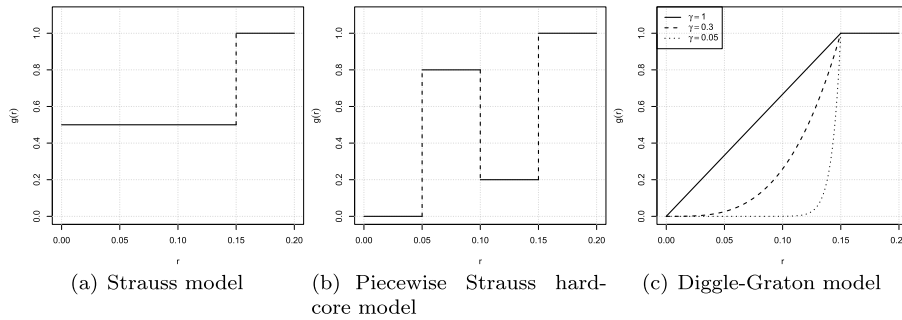 γ = 1
γ = 0.3
γ = 0.05
g(r)
0.0 0.2 0.4 0.6 0.8 1.0
0.00 0.05 0.10 0.15 0.20
r
g(r)
0.0 0.2 0.4 0.6 0.8 1.0
0.00 0.05 0.10 0.15 0.20
r
g(r)
0.0 0.2 0.4 0.6 0.8 1.0
0.00 0.05 0.10 0.15 0.20
r
(a) Strauss model
(b) Piecewise Strauss hard-
core model
(c) Diggle-Graton model